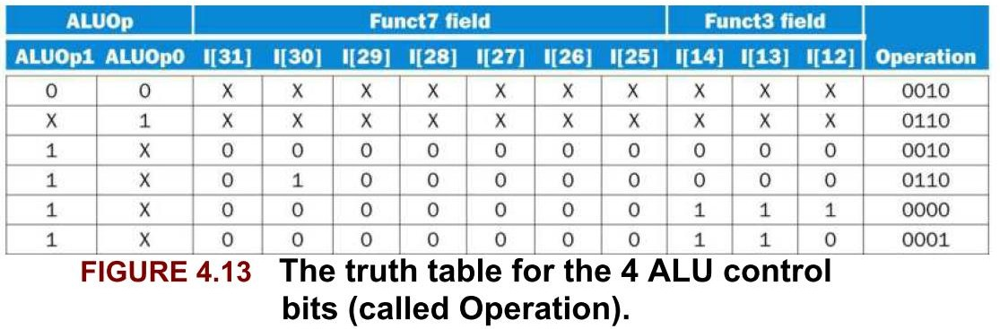 ALUOp Funct7 field Funct3 field
ALUOp1 ALUOp0 I[31] I[30] I[29] I[28] I[27] I[26] I[25] I[14] I[13] I[12] Operation
0 0 X X X X X X X X X X 0010
X 1 X X X X X X X X X X 0110
1 X 0 0 0 0 0 0 0 0 0 0 0010
1 X 0 1 0 0 0 0 0 0 0 0 0110
1 X 0 0 0 0 0 0 0 1 1 1 0000
1 X 0 0 0 0 0 0 0 1 1 0 0001
FIGURE 4.13 The truth table for the 4 ALU control
bits (called Operation).